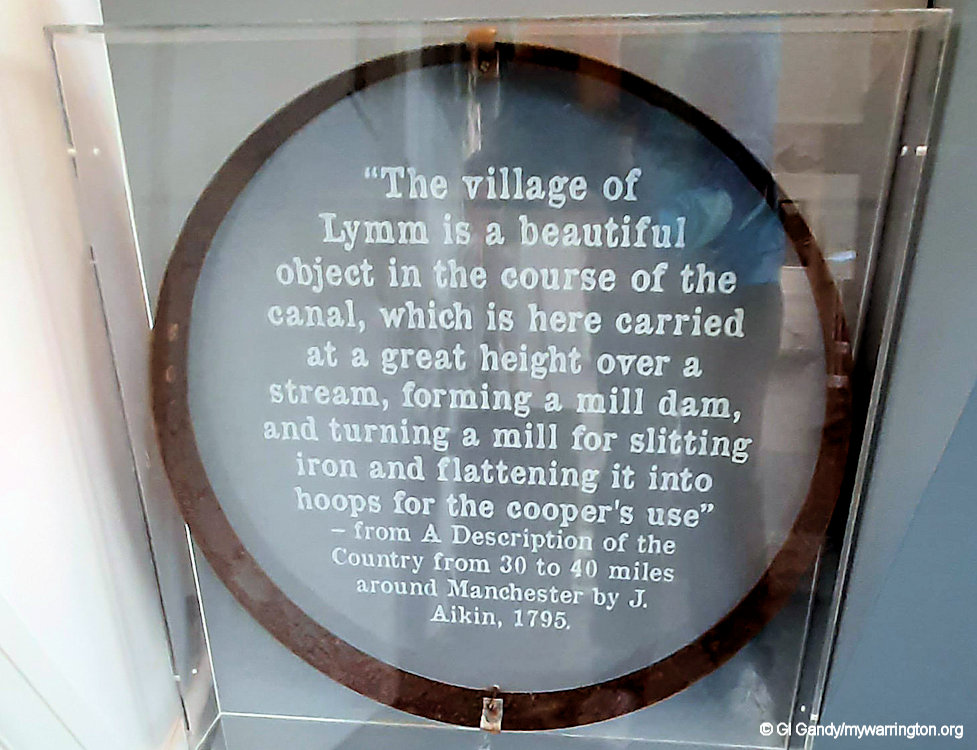 “The village of
Lymm is a beautiful
object in the course of the
canal, which is here carried
at a great height over a
stream, forming a mill dam,
and turning a mill for slitting
iron and flattening it into
hoops for the cooper's use”
– from A Description of the
Country from 30 to 40 miles
around Manchester by J.
Aikin, 1795.
© GI Gandy/mywarrington.org